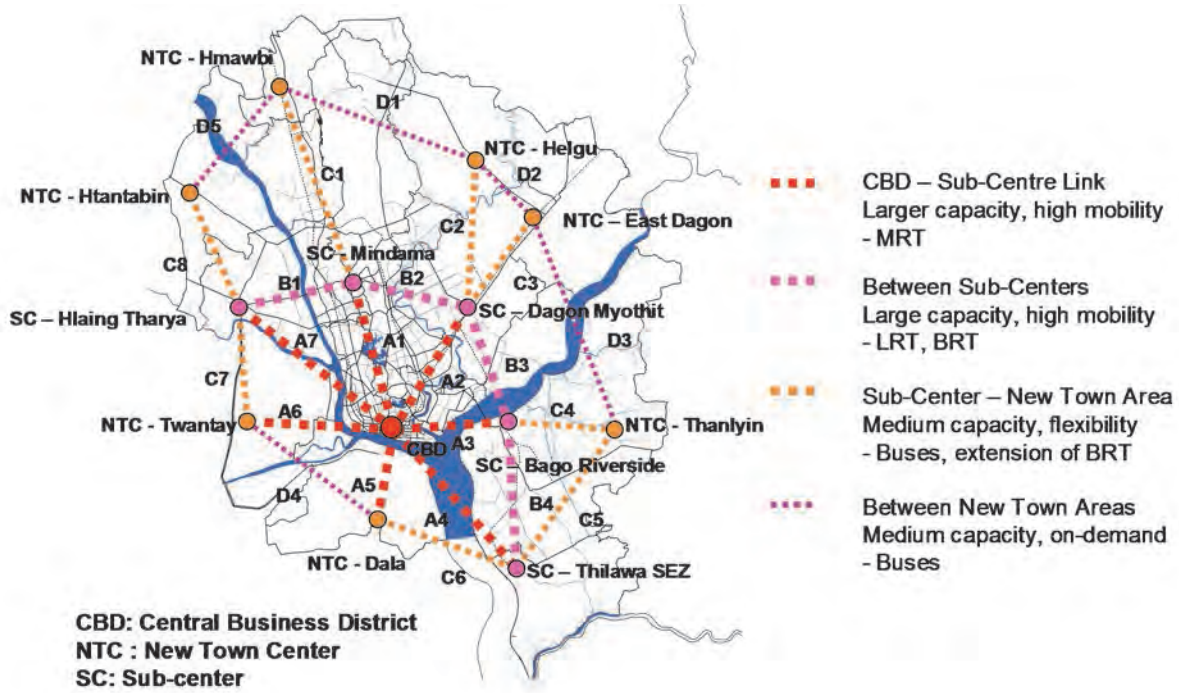 NTC - Hmawbi
D1
D5
NTC - Helgu
D2
C1
NTC - Htantabin
C2
NTC – East Dagon
SC - Mindama
C8
B1
B2
C3
SC – Hlaing Tharya
SC – Dagon Myothit
A7
A1
D3
B3
C7
A2
A6
C4
NTC - Twantay
NTC - Thanlyin
CBD
A3
SC – Bago Riverside
A5
D4
A4
B4
C5
NTC - Dala
C6
SC – Thilawa SEZ
CBD – Sub-Centre Link
Larger capacity, high mobility
- MRT
Between Sub-Centers
Large capacity, high mobility
- LRT, BRT
Sub-Center – New Town Area
Medium capacity, flexibility
- Buses, extension of BRT
Between New Town Areas
Medium capacity, on-demand
- Buses
CBD: Central Business District
NTC : New Town Center
SC: Sub-center